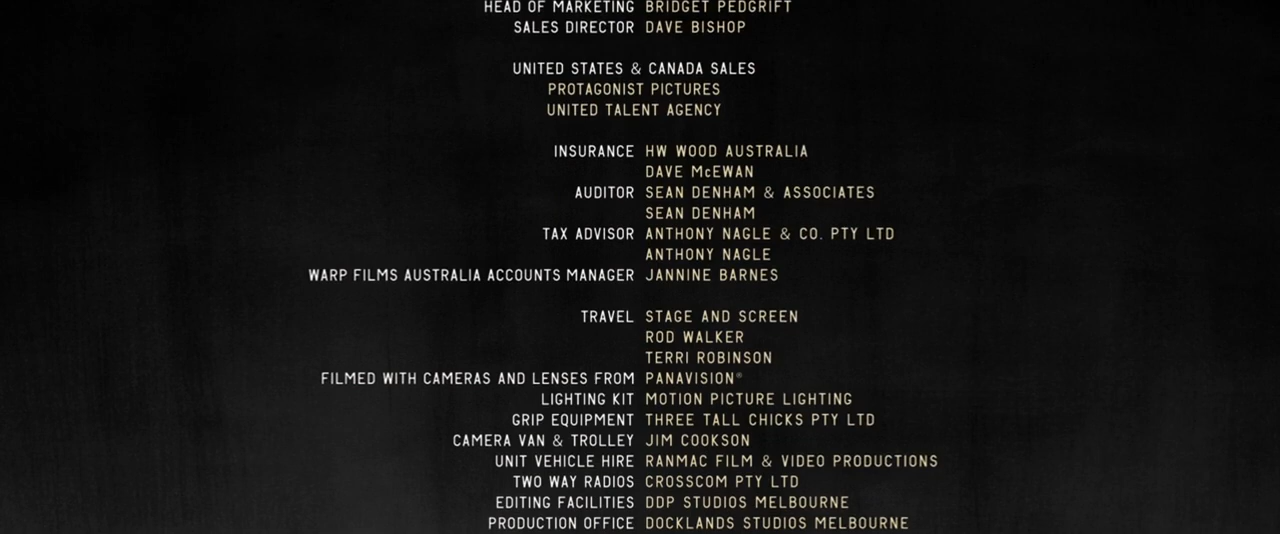 HEAD OF MARKETING BRIDGET PEDGRIFT
SALES DIRECTOR DAVE BISHOP
UNITED STATES & CANADA SALES
PROTAGONIST PICTURES
UNITED TALENT AGENCY
INSURANCE HW WOOD AUSTRALIA
DAVE McEWAN
AUDITOR SEAN DENHAM & ASSOCIATES
SEAN DENHAM
TAX ADVISOR ANTHONY NAGLE & CO. PTY LTD
ANTHONY NAGLE
WARP FILMS AUSTRALIA ACCOUNTS MANAGER JANNINE BARNES
TRAVEL STAGE AND SCREEN
ROD WALKER
TERRI ROBINSON
FILMED WITH CAMERAS AND LENSES FROM PANAVISION®
LIGHTING KIT MOTION PICTURE LIGHTING
GRIP EQUIPMENT THREE TALL CHICKS PTY LTD
CAMERA VAN & TROLLEY JIM COOKSON
UNIT VEHICLE HIRE RANMAC FILM & VIDEO PRODUCTIONS
TWO WAY RADIOS CROSSCOM PTY LTD
EDITING FACILITIES DDP STUDIOS MELBOURNE
PRODUCTION OFFICE DOCKLANDS STUDIOS MELBOURNE